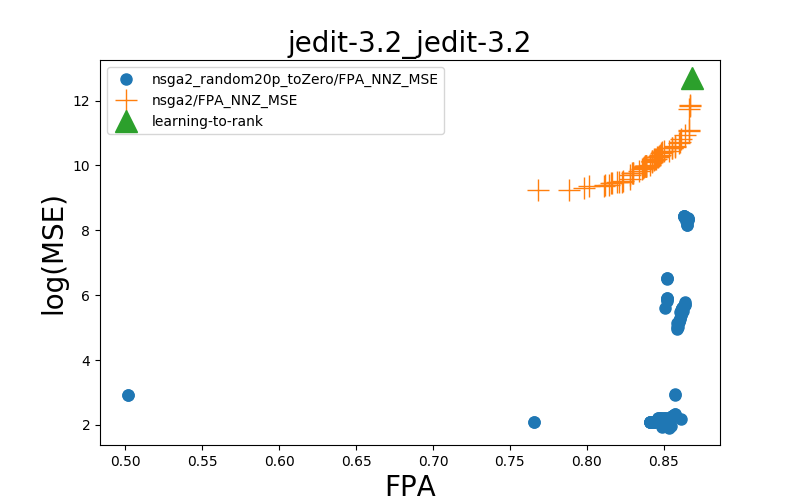 jedit-3.2_jedit-3.2
nsga2_random20p_toZero/FPA_NNZ_MSE
nsga2/FPA_NNZ_MSE
learning-to-rank
log(MSE)
12
10
8
6
4
2
0.50 0.55 0.60 0.65 0.70 0.75 0.80 0.85
FPA